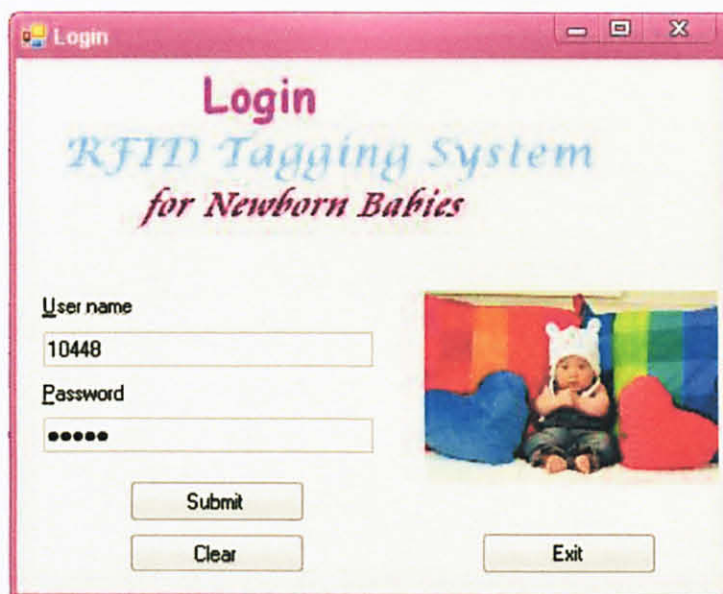 Login
Login
RFID Tagging System
for Newborn Babies
User name
10448
Password
•••••
Submit
Clear
Exit